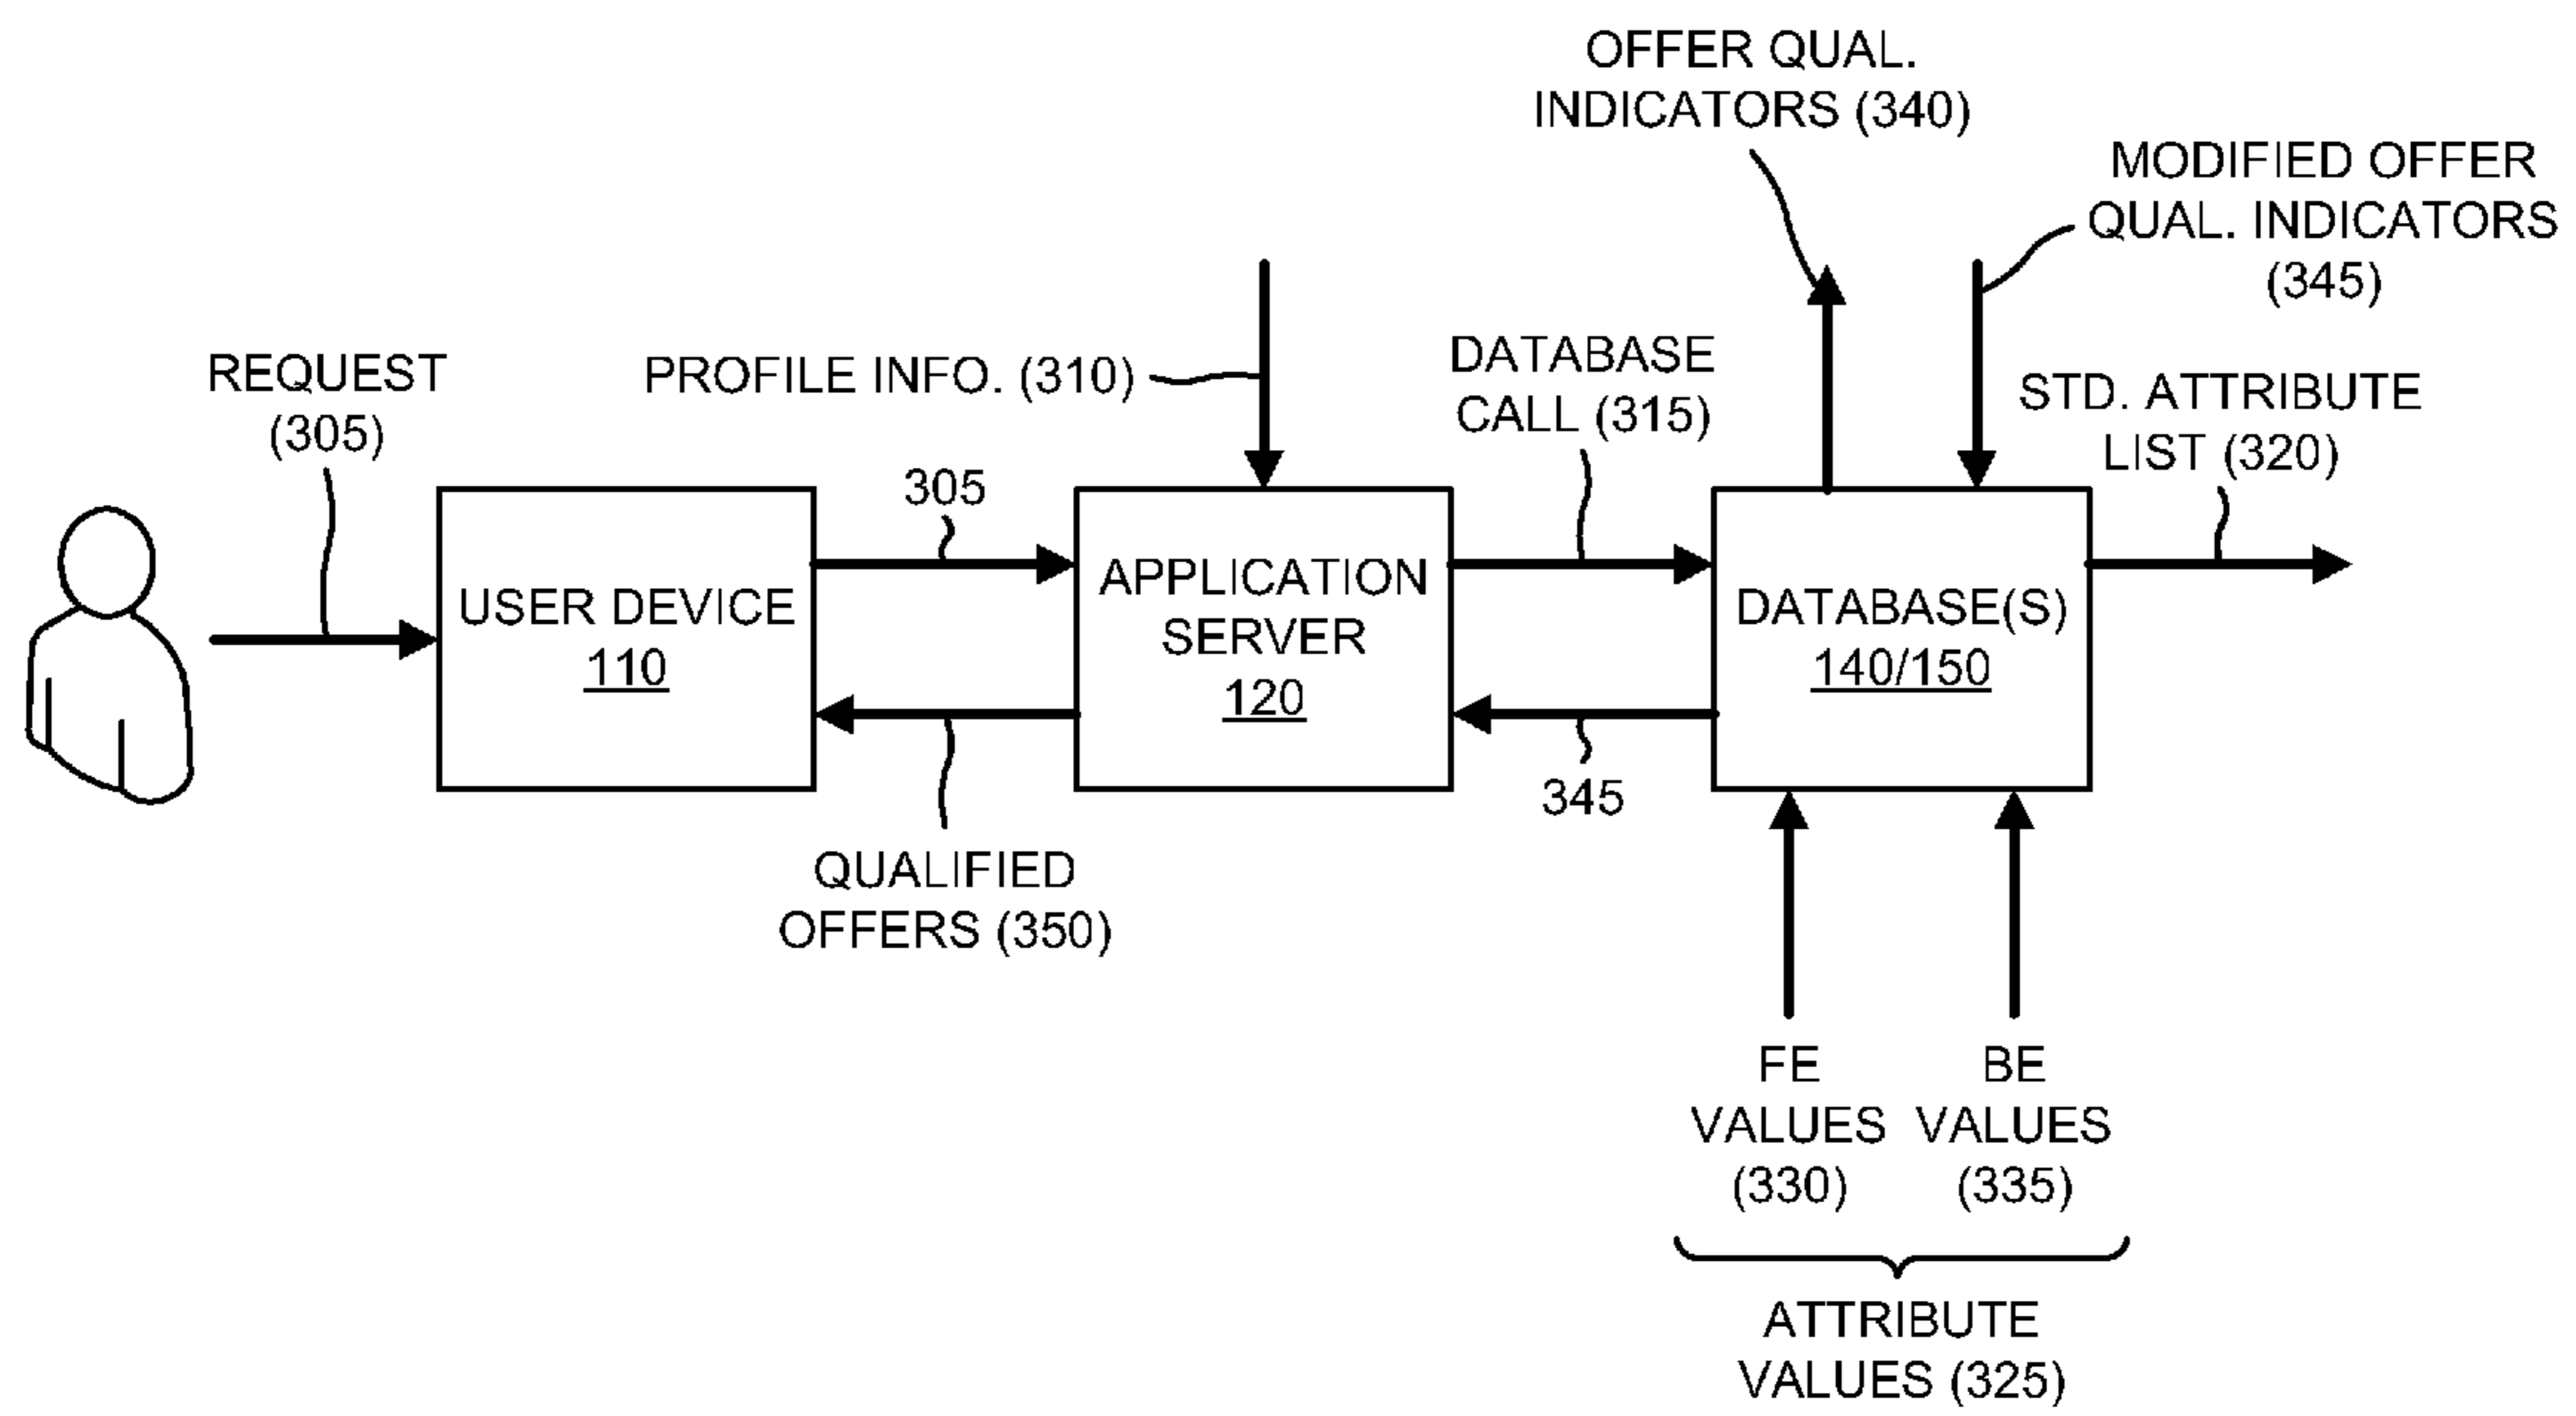 OFFER QUAL.
INDICATORS (340)
MODIFIED OFFER
QUAL. INDICATORS
(345)
REQUEST
(305)
PROFILE INFO. (310)
DATABASE
CALL (315)
STD. ATTRIBUTE
LIST (320)
305
USER DEVICE
110
APPLICATION
SERVER
120
DATABASE(S)
140/150
345
QUALIFIED
OFFERS (350)
FE
VALUES
(330)
BE
VALUES
(335)
ATTRIBUTE
VALUES (325)